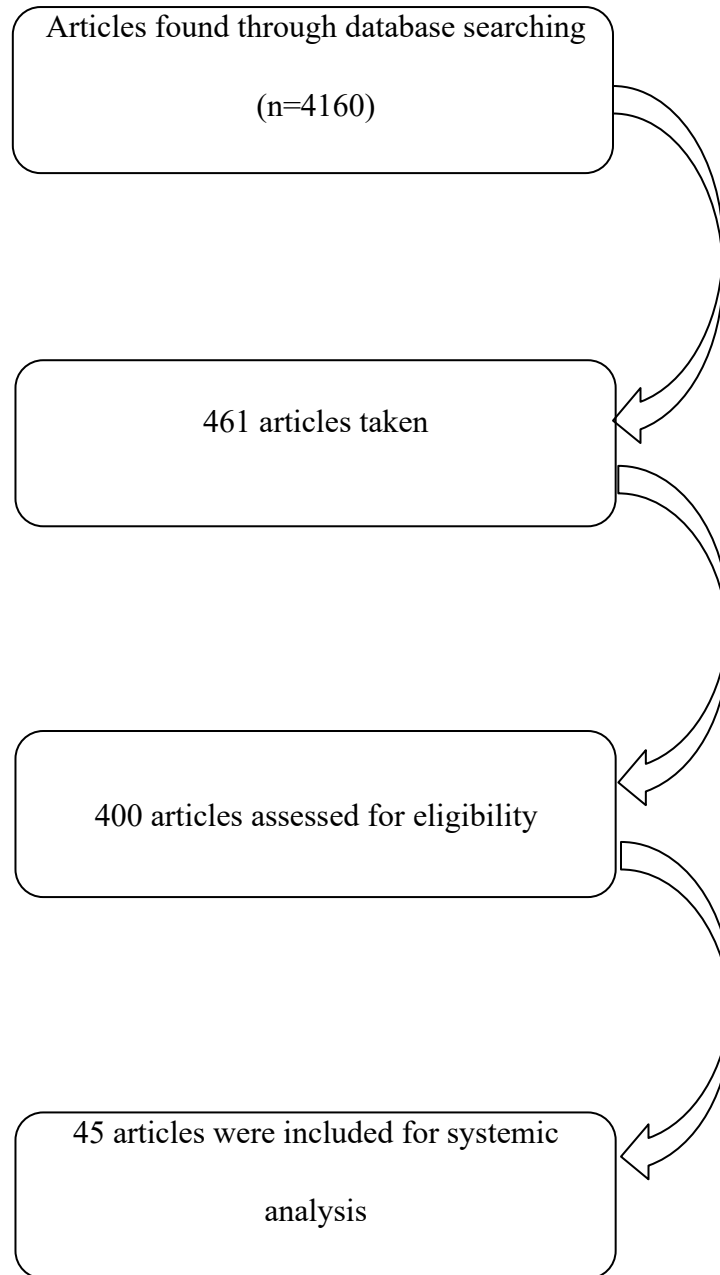 Articles found through database searching
(n=4160)
461 articles taken
400 articles assessed for eligibility
45 articles were included for systemic
analysis